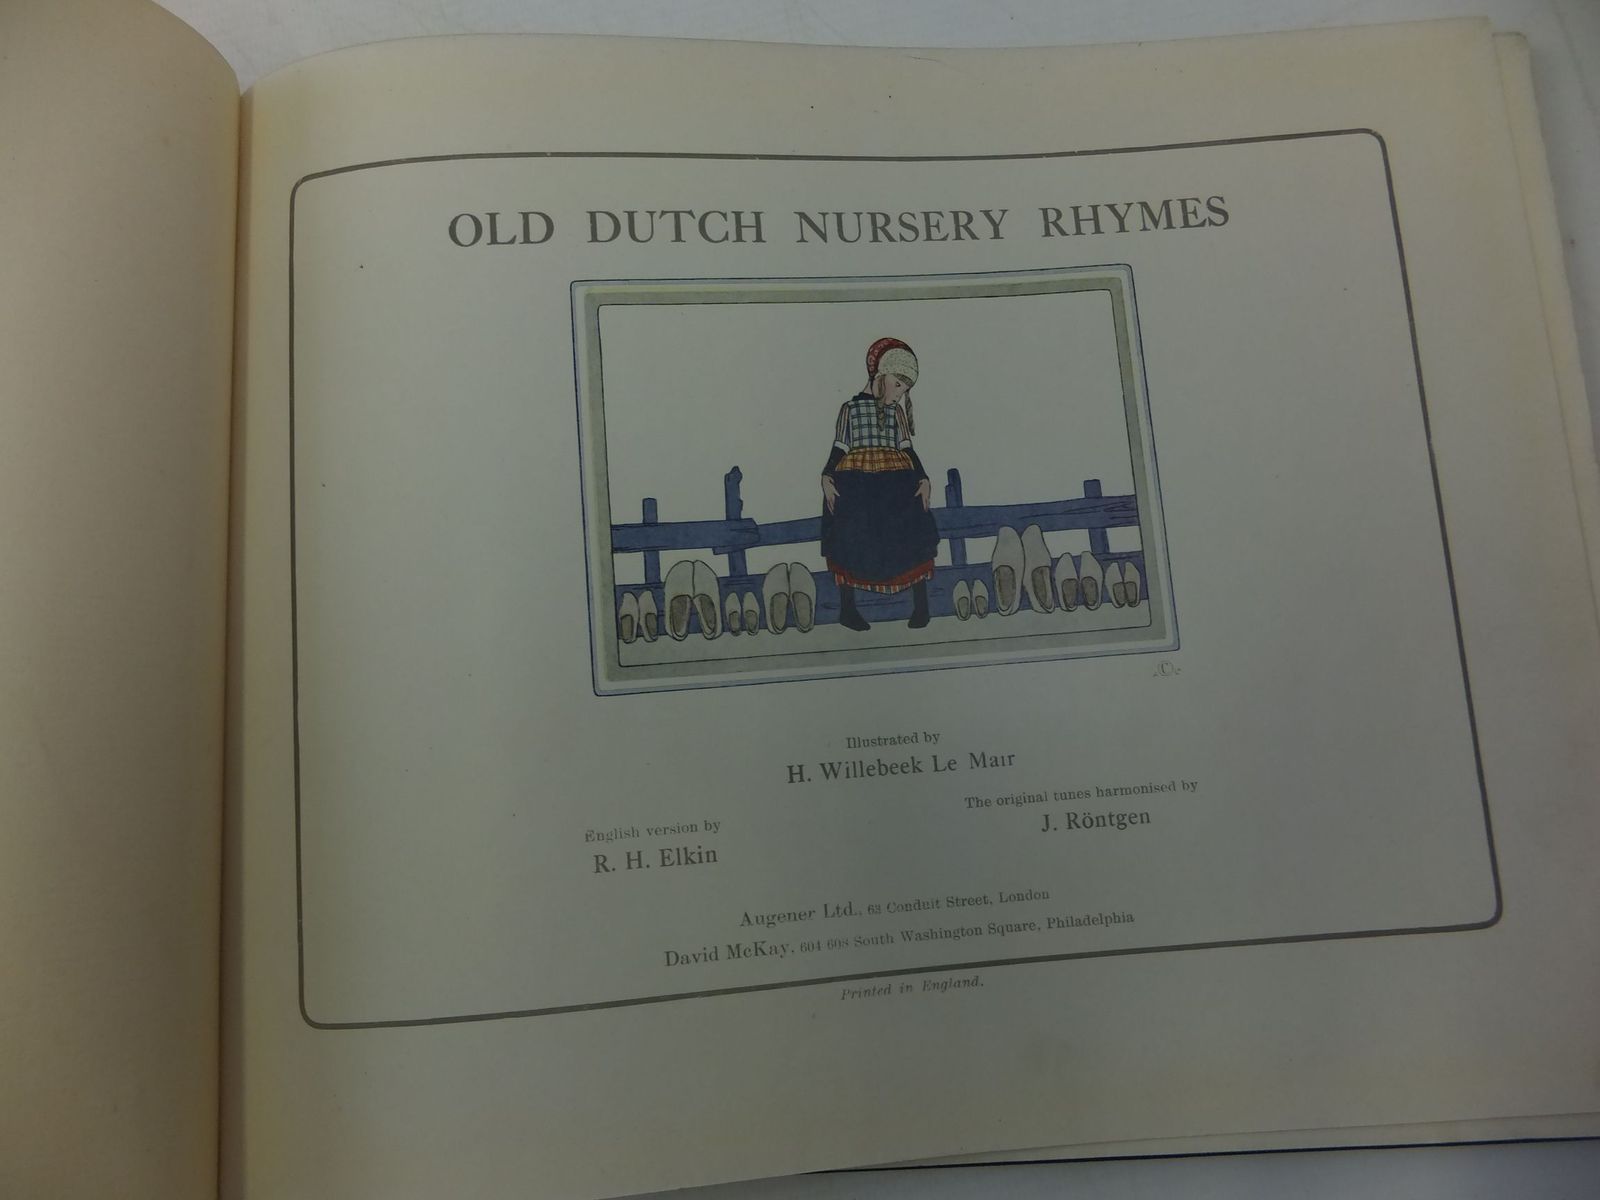 OLD DUTCH NURSERY RHYMES
©
Illustrated by
H. Willebeek Le Mair
The original tunes harmonised by
J. Röntgen
English version by
R. H. Elkin
Augener Ltd., 63 Conduit Street, London
David McKay, 604 608 South Washington Square, Philadelphia
Printed in England.